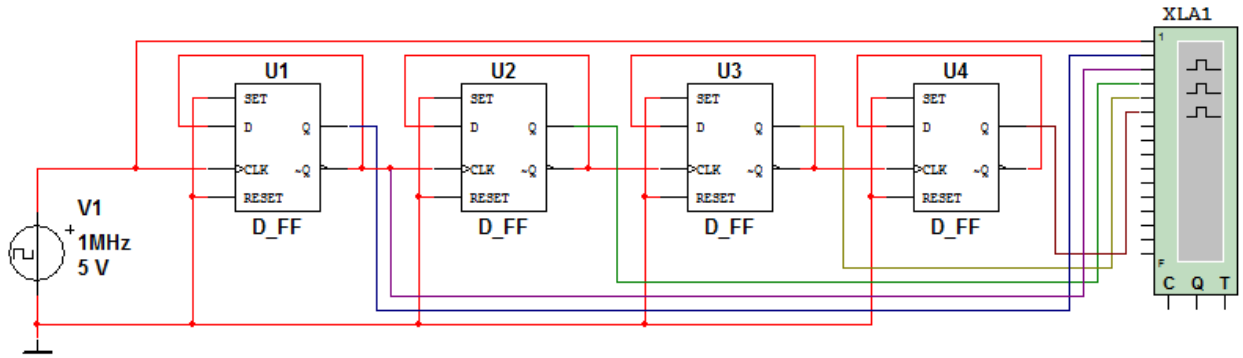 XLA1
1
U1
U2
U3
U4
SET
SET
SET
SET
D Q
D Q
D Q
D Q
CLK ~Q
CLK ~Q
CLK ~Q
CLK ~Q
RESET
RESET
RESET
RESET
D_FF
D_FF
D_FF
D_FF
V1
+
1MHz
5 V
F
C Q T